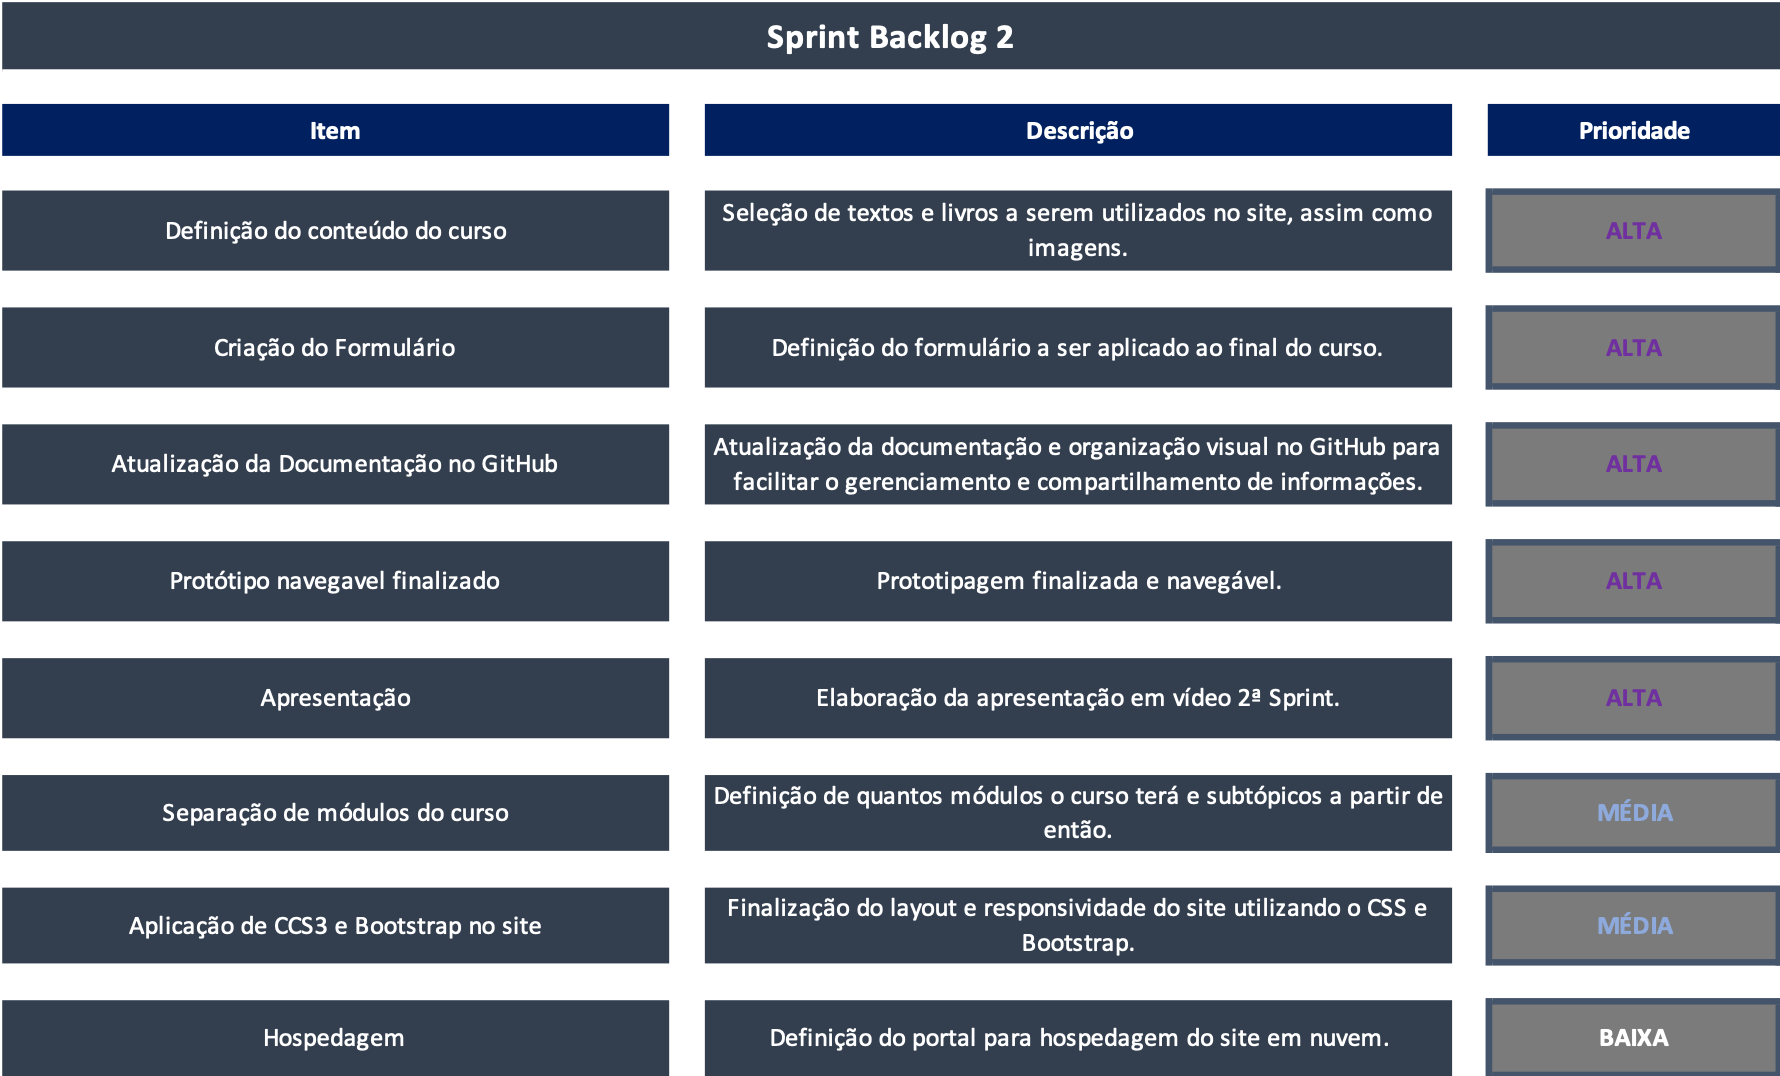 Sprint Backlog 2
Item
Descrição
Prioridade
Definição do conteúdo do curso
Seleção de textos e livros a serem utilizados no site, assim como
imagens.
ALTA
Criação do Formulário
Definição do formulário a ser aplicado ao final do curso.
ALTA
Atualização da Documentação no GitHub
Atualização da documentação e organização visual no GitHub para
facilitar o gerenciamento e compartilhamento de informações.
ALTA
Protótipo navegavel finalizado
Prototipagem finalizada e navegável.
ALTA
Apresentação
Elaboração da apresentação em vídeo 2ª Sprint.
ALTA
Separação de módulos do curso
Definição de quantos módulos o curso terá e subtópicos a partir de
então.
MÉDIA
Aplicação de CCS3 e Bootstrap no site
Finalização do layout e responsividade do site utilizando o CSS e
Bootstrap.
MÉDIA
Hospedagem
Definição do portal para hospedagem do site em nuvem.
BAIXA